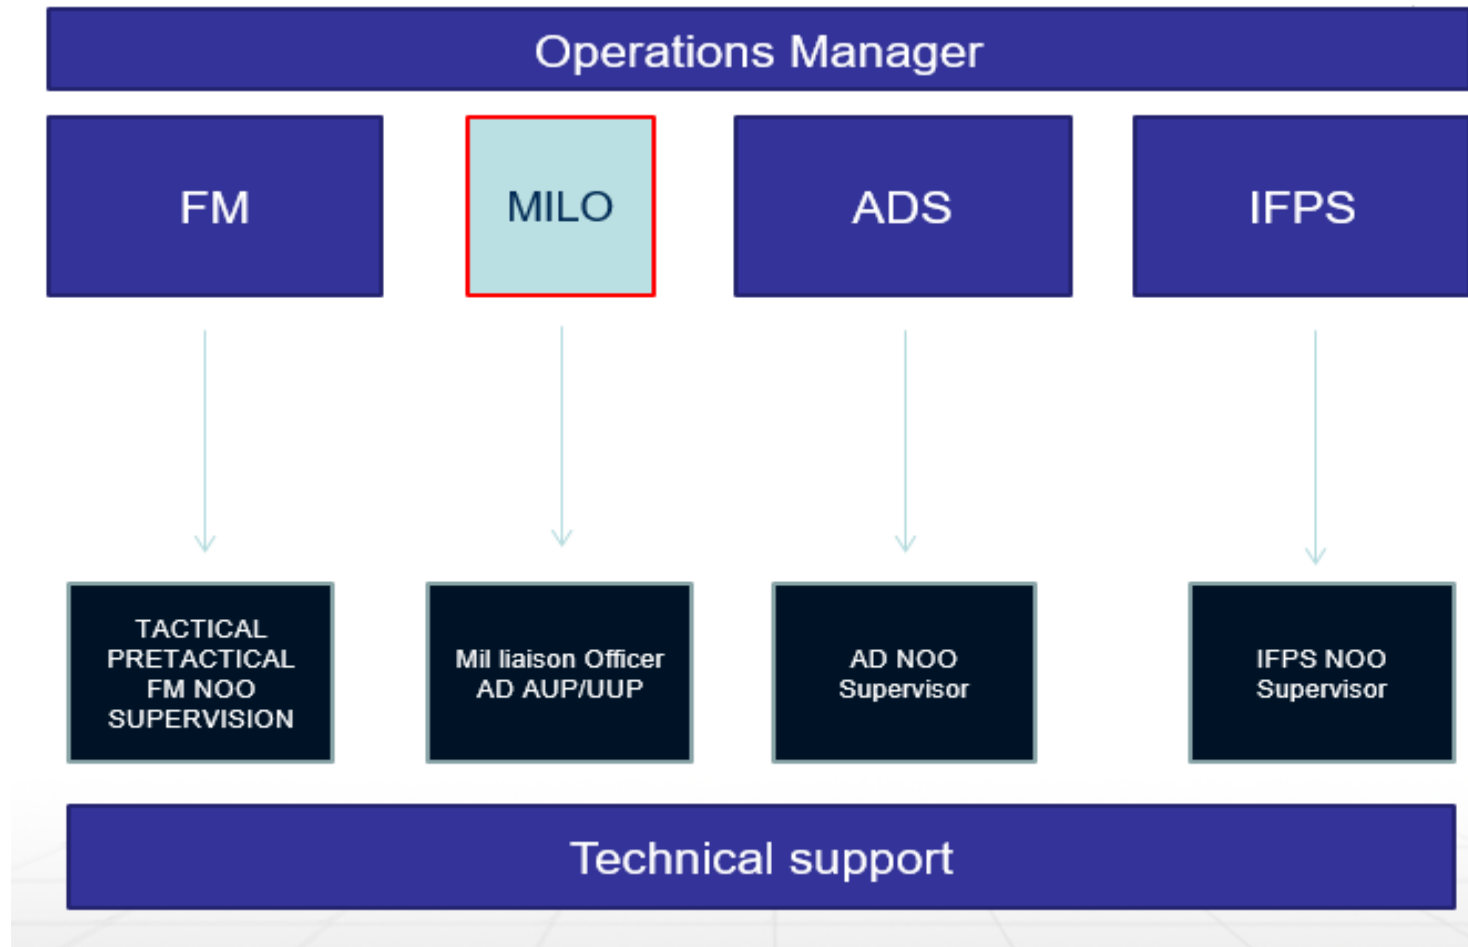 Operations Manager
FM
MILO
ADS
IFPS
TACTICAL
PRETACTICAL
FM NOO
SUPERVISION
Mil liaison Officer
AD AUP/UUP
AD NOO
Supervisor
IFPS NOO
Supervisor
Technical support